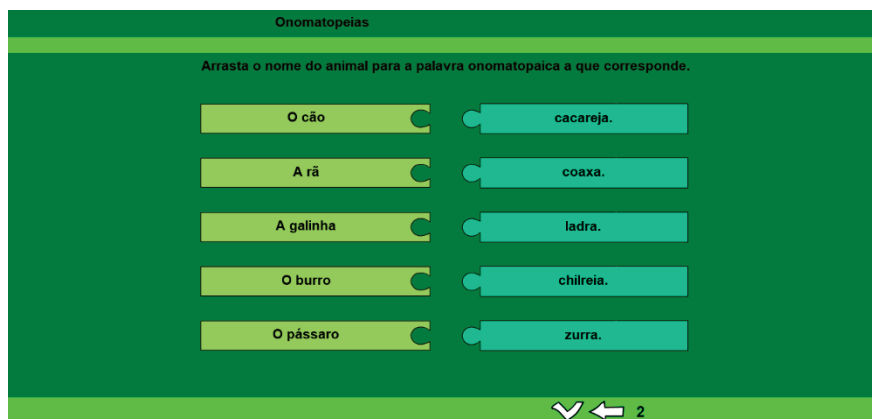 Onomatopeias
Arrasta o nome do animal para a palavra onomatopaica a que corresponde.
O cão cacareja.
A rã coaxa.
A galinha ladra.
O burro chilreia.
O pássaro zurra.
2